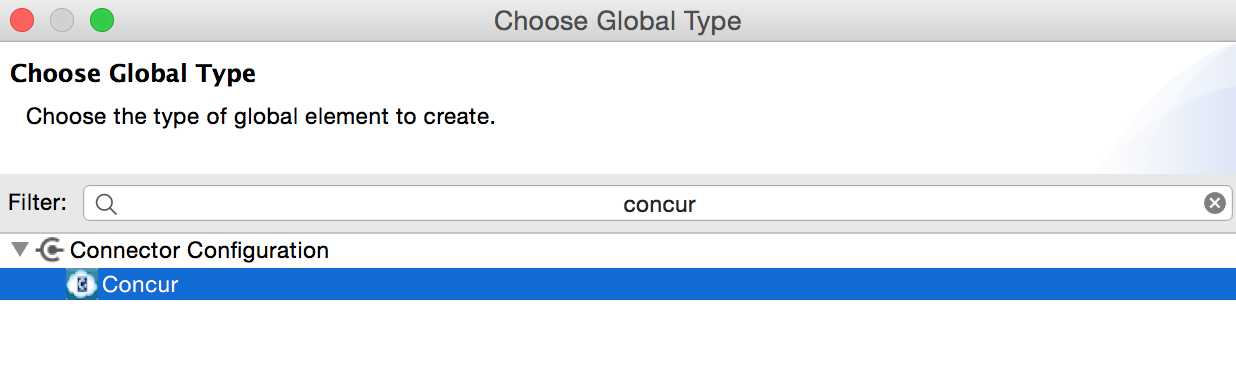 Choose Global Type
Choose Global Type
Choose the type of global element to create.
Filter: concur
Connector Configuration
Concur